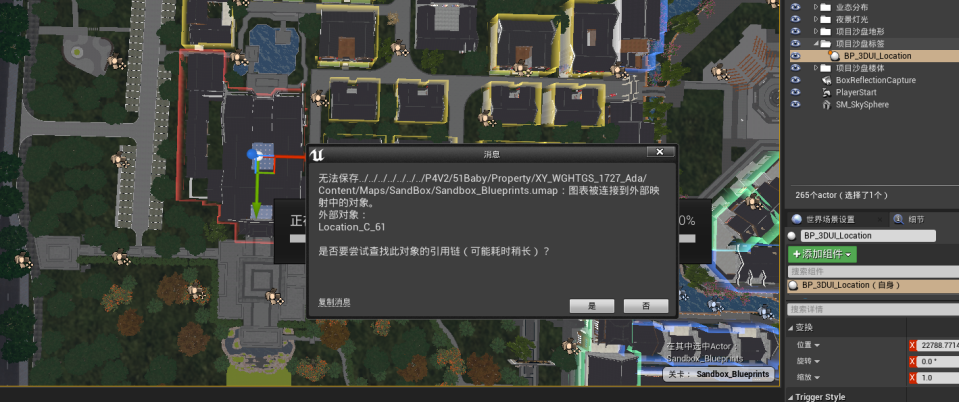 业态分布
夜景灯光
项目沙盘地形
项目沙盘标签
BP_3DUI_Location
项目沙盘楼体
BoxReflectionCapture
PlayerStart
SM_SkySphere
265个actor（选择了1个）
世界场景设置
细节
BP_3DUI_Location
+添加组件
搜索组件
BP_3DUI_Location（自身）
搜索详情
变换
位置
X 22788.7714
旋转
X 0.0 °
缩放
X 1.0
Trigger Style
消息
无法保存../../../../../../../P4V2/51Baby/Property/XY_WGHTGS_1727_Ada/
Content/Maps/SandBox/Sandbox_Blueprints.umap：图表被连接到外部映
射中的对象。
外部对象：
Location_C_61
是否要尝试查找此对象的引用链（可能耗时稍长）？
复制消息
是
否
0%
在其中选中Actor：
Sandbox_Blueprints
关卡： Sandbox_Blueprints